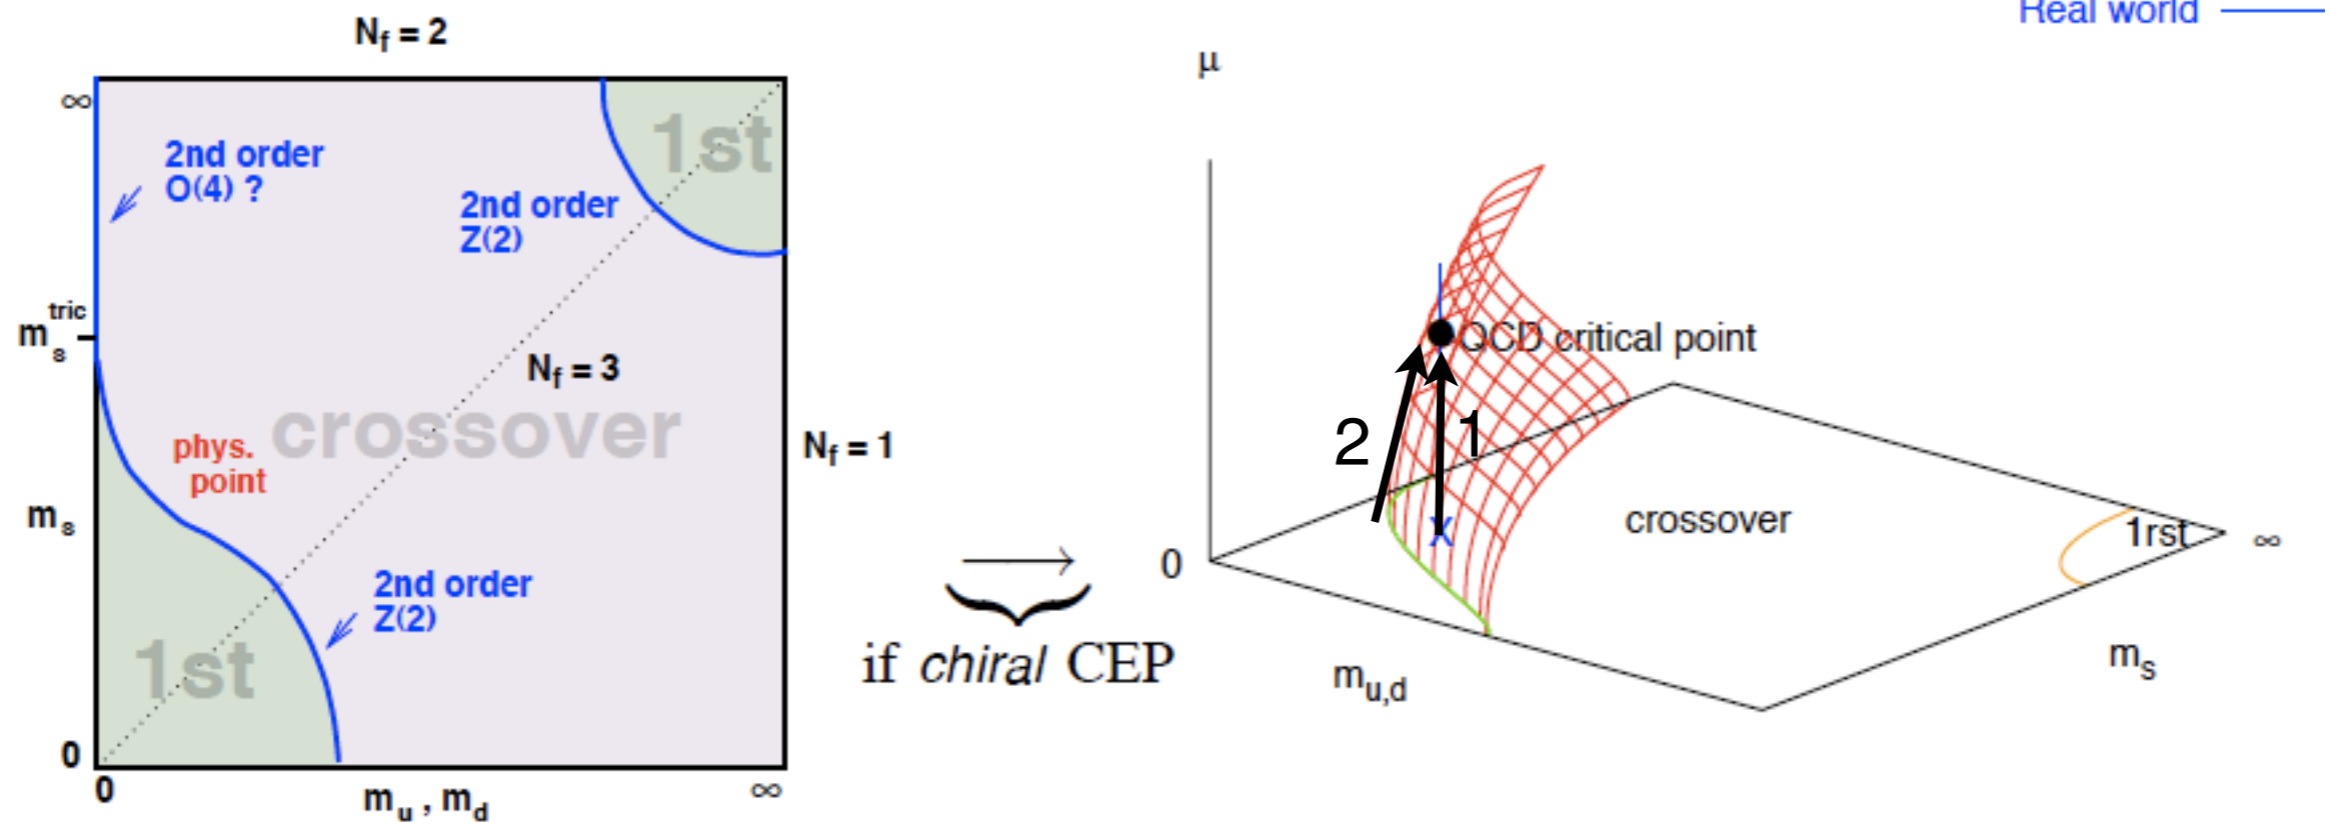 N_f = 2
∞
1st
2nd order
O(4) ?
2nd order
Z(2)
m_s^tric
N_f = 3
phys.
point
crossover
N_f = 1
m_s
2nd order
Z(2)
1st
0
0
m_u , m_d
∞
→
if chiral CEP
Real world
μ
QCD critical point
2
1
X
crossover
0
1rst
∞
m_u,d
m_s